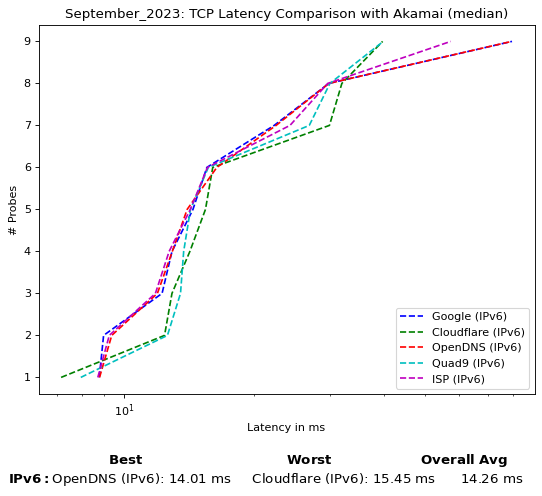 September_2023: TCP Latency Comparison with Akamai (median)
9
8
7
6
5
4
3
2
1
# Probes
10^1
Latency in ms
Google (IPv6)
Cloudflare (IPv6)
OpenDNS (IPv6)
Quad9 (IPv6)
ISP (IPv6)
Best Worst Overall Avg
IPv6: OpenDNS (IPv6): 14.01 ms Cloudflare (IPv6): 15.45 ms 14.26 ms